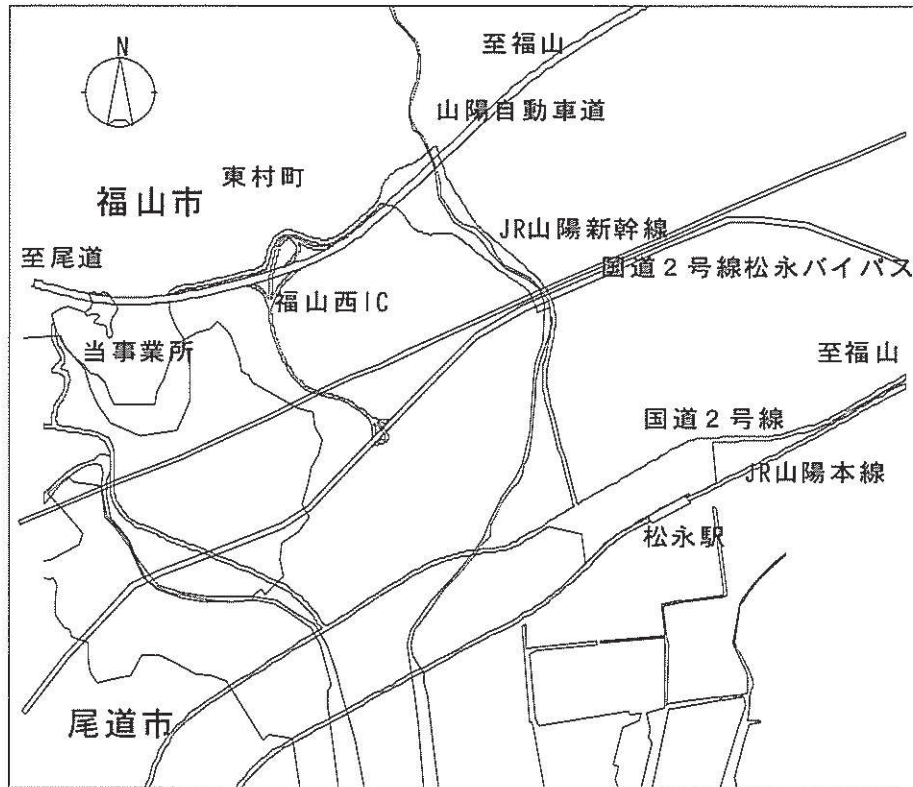 N
至福山
山陽自動車道
東村町
福山市
JR山陽新幹線
至尾道
国道２号線松永バイパス
福山西IC
当事業所
至福山
国道２号線
JR山陽本線
松永駅
尾道市